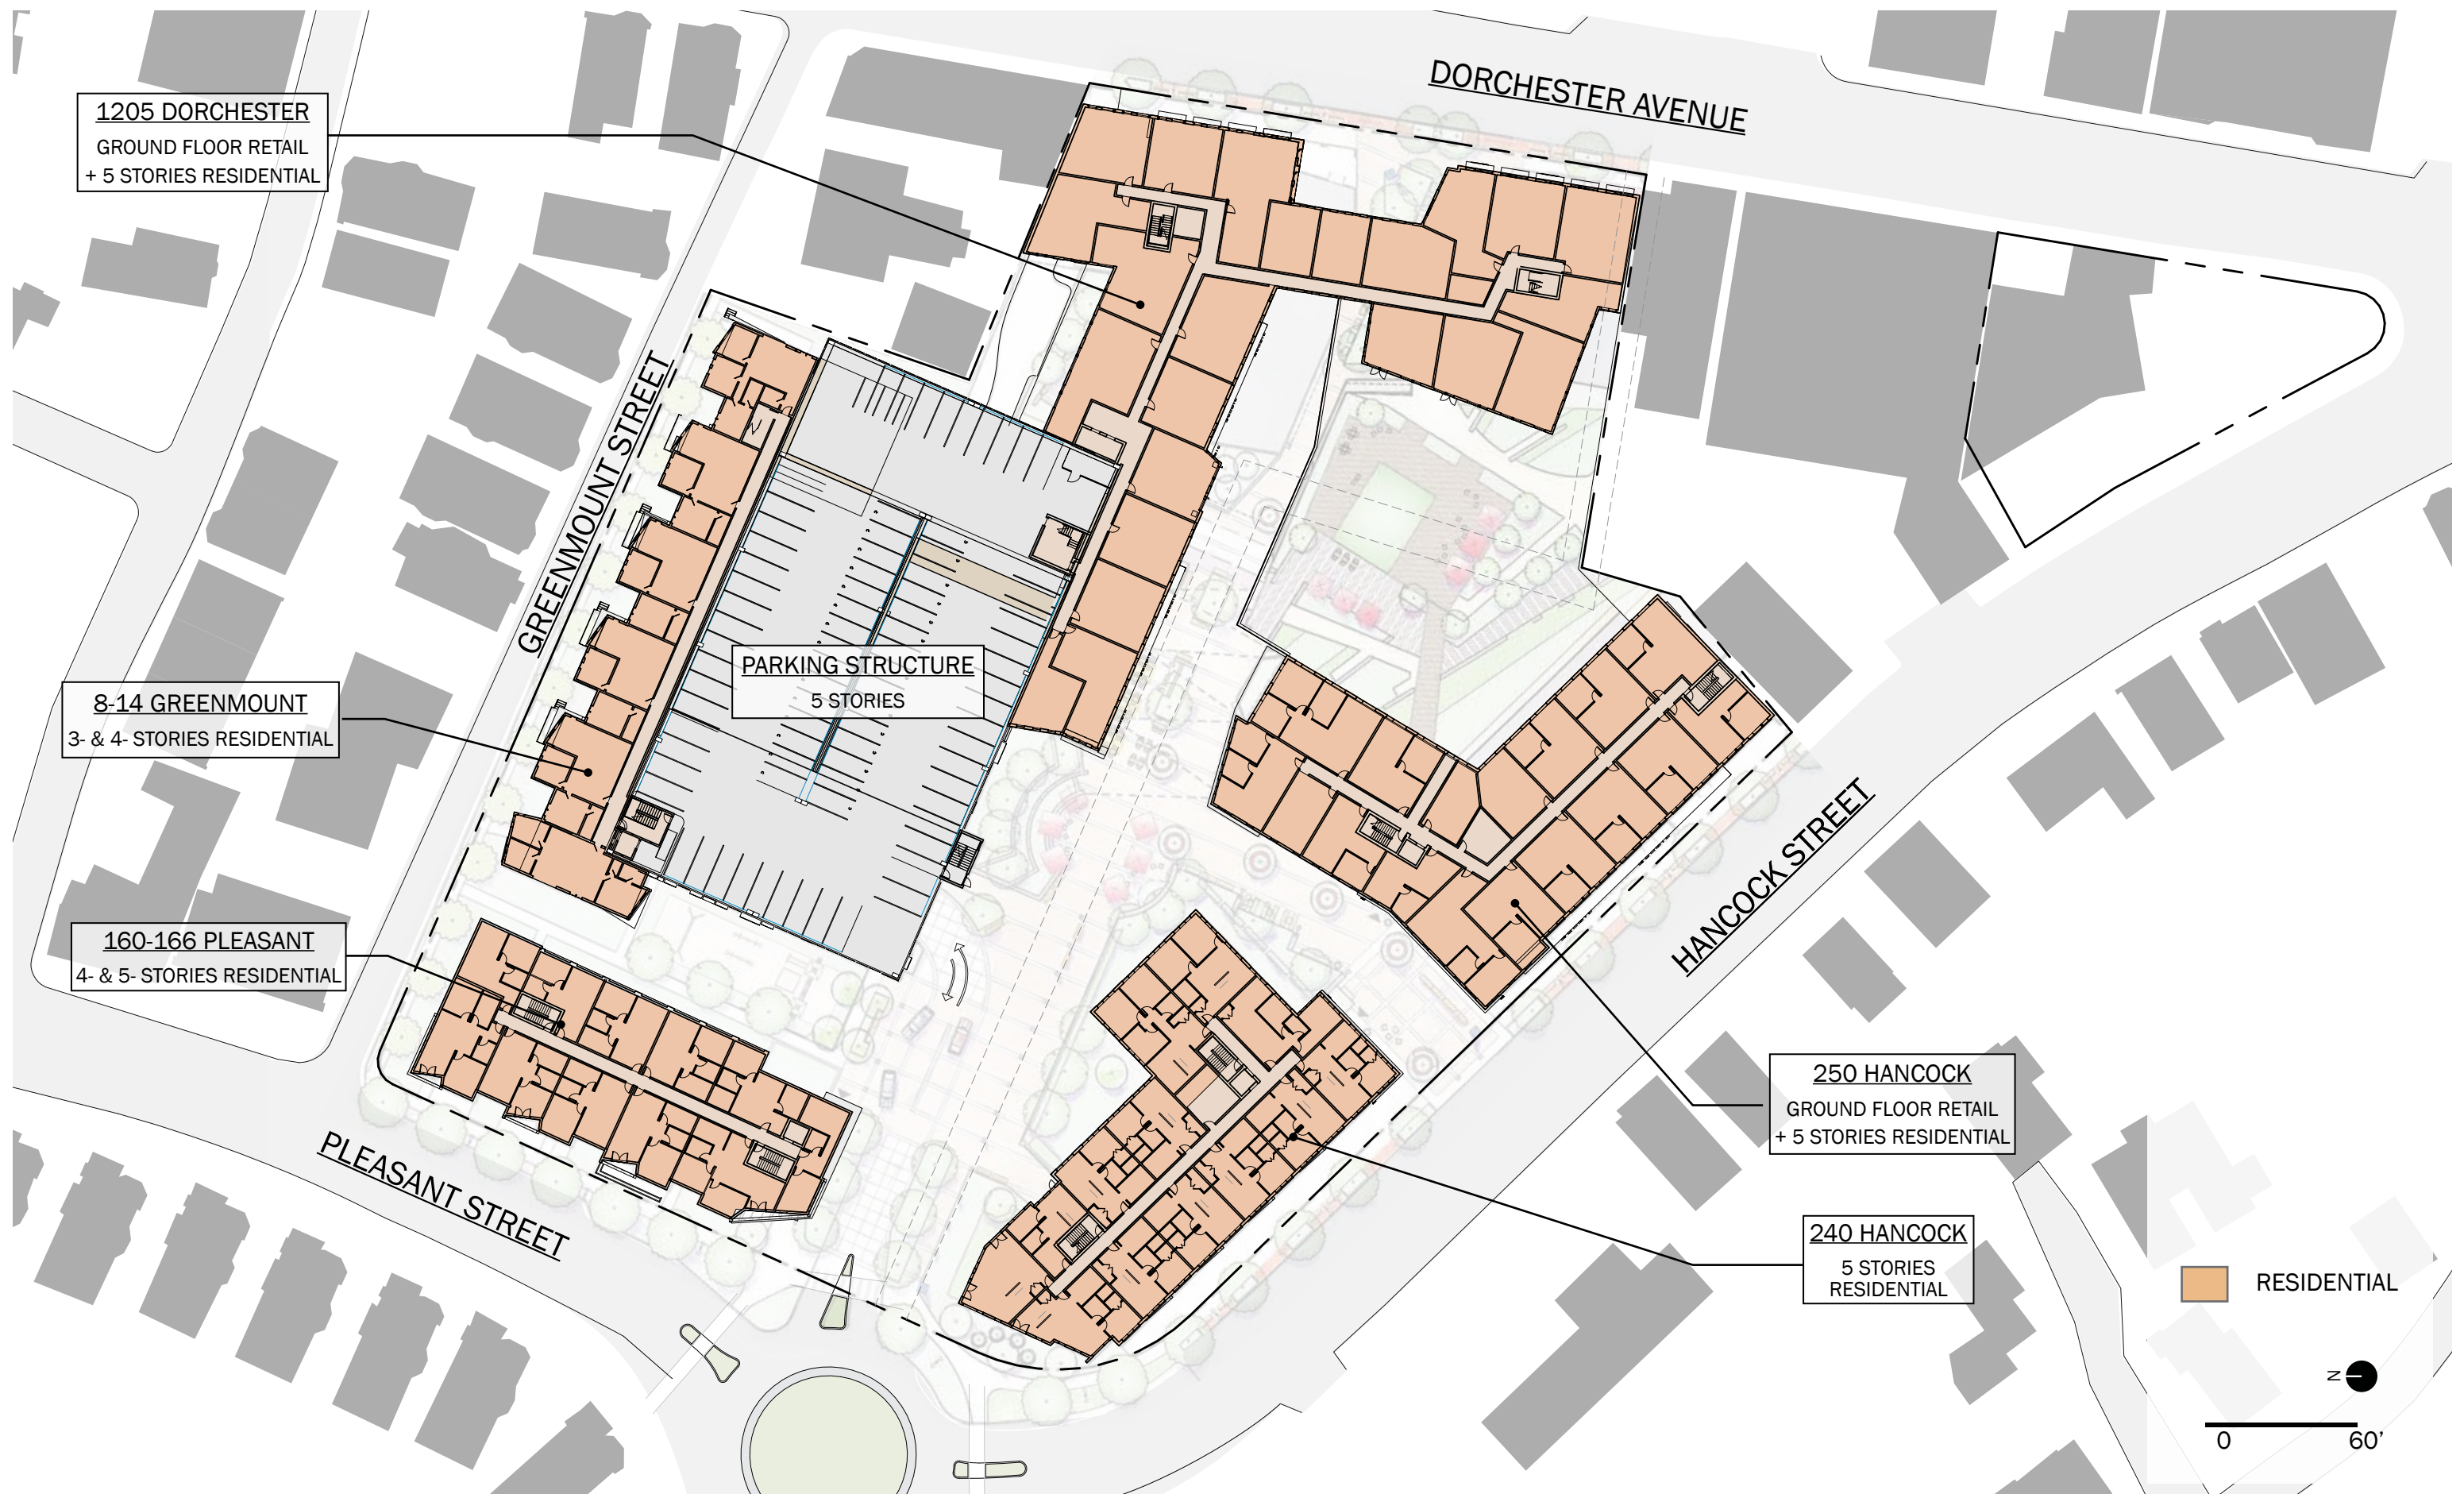 DORCHESTER AVENUE
1205 DORCHESTER
GROUND FLOOR RETAIL
+ 5 STORIES RESIDENTIAL
GREENMOUNT STREET
PARKING STRUCTURE
5 STORIES
8-14 GREENMOUNT
3- & 4- STORIES RESIDENTIAL
HANCOCK STREET
160-166 PLEASANT
4- & 5- STORIES RESIDENTIAL
250 HANCOCK
GROUND FLOOR RETAIL
+ 5 STORIES RESIDENTIAL
PLEASANT STREET
240 HANCOCK
5 STORIES
RESIDENTIAL
RESIDENTIAL
N
0 60'